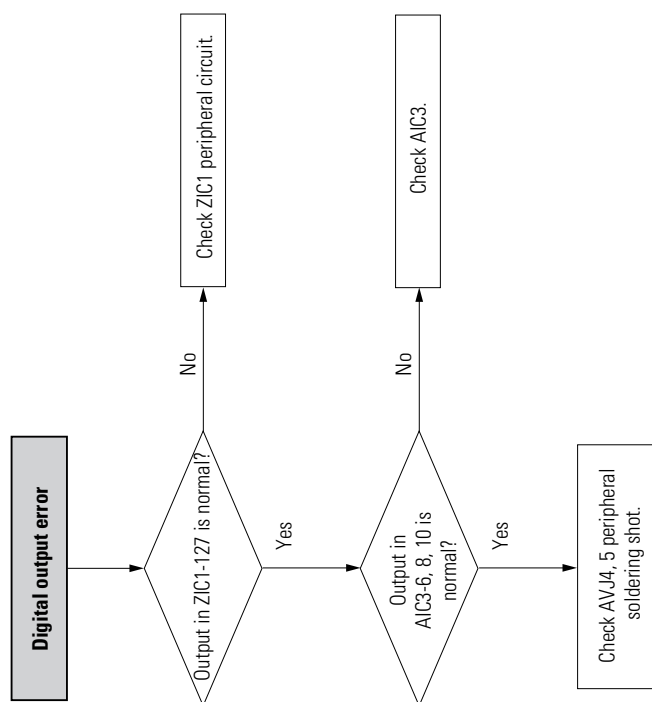 Digital output error
Output in ZIC1-127 is normal?
No
Check ZIC1 peripheral circuit.
Yes
Output in
AIC3-6, 8, 10 is
normal?
No
Check AIC3.
Yes
Check AVJ4, 5 peripheral
soldering shot.